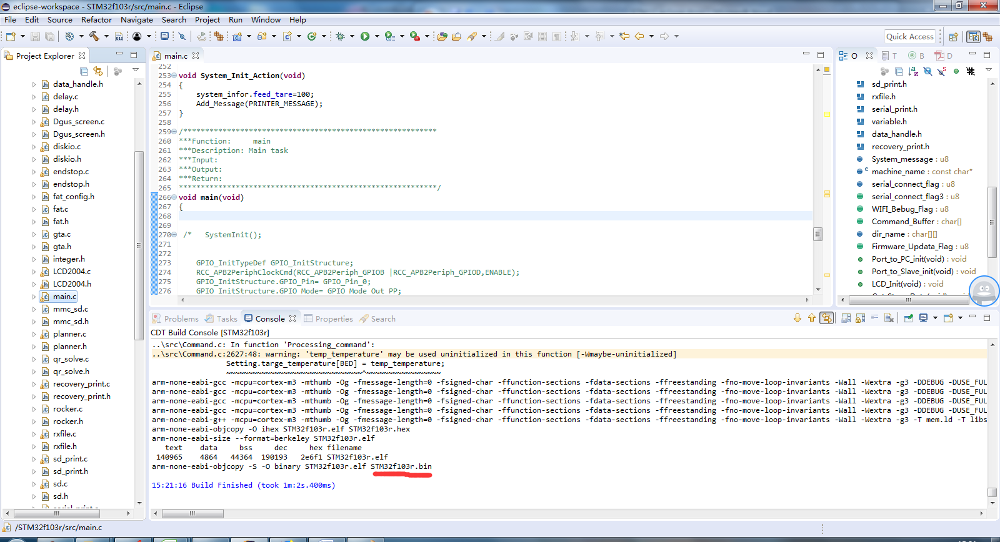 eclipse-workspace - STM32f103r/src/main.c - Eclipse
File Edit Source Refactor Navigate Search Project Run Window Help
Quick Access
Project Explorer
data_handle.h
delay.c
delay.h
Dgus_screen.c
Dgus_screen.h
diskio.c
diskio.h
endstop.c
endstop.h
fat_config.h
fat.c
fat.h
gta.c
gta.h
integer.h
LCD2004.c
LCD2004.h
main.c
mmc_sd.c
mmc_sd.h
planner.c
planner.h
qr_solve.c
qr_solve.h
recovery_print.c
recovery_print.h
rocker.c
rocker.h
rxfile.c
rxfile.h
sd_print.c
sd_print.h
sd.c
sd.h
main.c
252
253 void System_Init_Action(void)
254 {
255 system_infor.feed_tare=100;
256 Add_Message(PRINTER_MESSAGE);
257 }
258
259 /**********************************************************
260 ***Function: main
261 ***Description: Main task
262 ***Input:
263 ***Output:
264 ***Return:
265 ***********************************************************/
266 void main(void)
267 {
268
269
270 /* SystemInit();
271
272
273 GPIO_InitTypeDef GPIO_InitStructure;
274 RCC_APB2PeriphClockCmd(RCC_APB2Periph_GPIOB |RCC_APB2Periph_GPIOD,ENABLE);
275 GPIO_InitStructure.GPIO_Pin= GPIO_Pin_0;
276 GPIO_InitStructure.GPIO_Mode= GPIO_Mode_Out_PP;
O T B D
sd_print.h
rxfile.h
serial_print.h
variable.h
data_handle.h
recovery_print.h
System_message : u8
machine_name : const char*
serial_connect_flag : u8
serial_connect_flag3 : u8
WIFI_Bebug_Flag : u8
Command_Buffer : char[]
dir_name : char[][]
Firmware_Updata_Flag : u8
Port_to_PC_init(void) : void
Port_to_Slave_init(void) : void
LCD_Init(void) : void
Problems Tasks Console Properties Search
CDT Build Console [STM32f103r]
..\src\Command.c: In function 'Processing_command':
..\src\Command.c:2627:48: warning: 'temp_temperature' may be used uninitialized in this function [-Wmaybe-uninitialized]
Setting.targe_temperature[BED] = temp_temperature;
~~~~~~~~~~~~~~~~~~~~~~~~~~~~~~~^~~~~~~~~~~~~~~~~~
arm-none-eabi-gcc -mcpu=cortex-m3 -mthumb -Og -fmessage-length=0 -fsigned-char -ffunction-sections -fdata-sections -ffreestanding -fno-move-loop-invariants -Wall -Wextra -g3 -DDEBUG -DUSE_FUL
arm-none-eabi-gcc -mcpu=cortex-m3 -mthumb -Og -fmessage-length=0 -fsigned-char -ffunction-sections -fdata-sections -ffreestanding -fno-move-loop-invariants -Wall -Wextra -g3 -DDEBUG -DUSE_FUL
arm-none-eabi-gcc -mcpu=cortex-m3 -mthumb -Og -fmessage-length=0 -fsigned-char -ffunction-sections -fdata-sections -ffreestanding -fno-move-loop-invariants -Wall -Wextra -g3 -DDEBUG -DUSE_FUL
arm-none-eabi-gcc -mcpu=cortex-m3 -mthumb -Og -fmessage-length=0 -fsigned-char -ffunction-sections -fdata-sections -ffreestanding -fno-move-loop-invariants -Wall -Wextra -g3 -DDEBUG -DUSE_FUL
arm-none-eabi-g++ -mcpu=cortex-m3 -mthumb -Og -fmessage-length=0 -fsigned-char -ffunction-sections -fdata-sections -ffreestanding -fno-move-loop-invariants -Wall -Wextra -g3 -T mem.ld -T libs
arm-none-eabi-objcopy -O ihex STM32f103r.elf STM32f103r.hex
arm-none-eabi-size --format=berkeley STM32f103r.elf
text data bss dec hex filename
140965 4864 44364 190193 2e6f1 STM32f103r.elf
arm-none-eabi-objcopy -S -O binary STM32f103r.elf STM32f103r.bin
15:21:16 Build Finished (took 1m:2s.400ms)
/STM32f103r/src/main.c